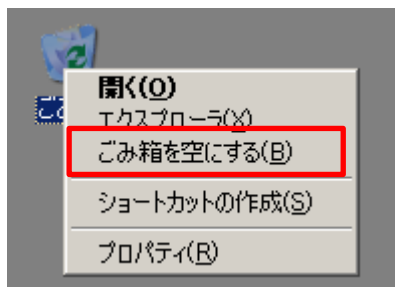 ご
開く(O)
エクスプローラ(X)
ごみ箱を空にする(B)
ショートカットの作成(S)
プロパティ(R)